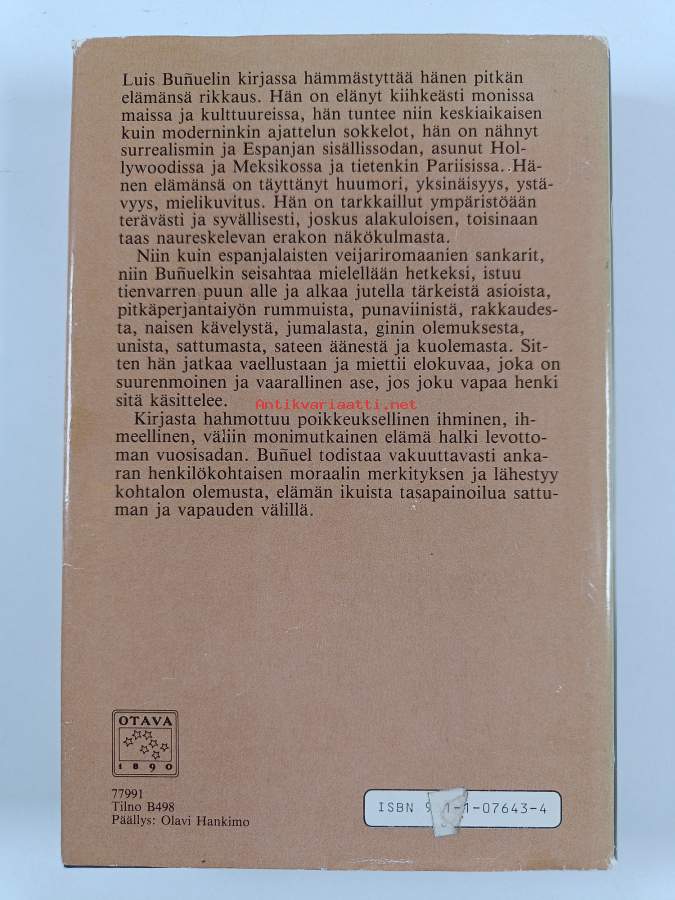 Luis Buñuelin kirjassa hämmästyttää hänen pitkän
elämänsä rikkaus. Hän on elänyt kiihkeästi monissa
maissa ja kulttuureissa, hän tuntee niin keskiaikaisen
kuin moderninkin ajattelun sokkelot, hän on nähnyt
surrealismin ja Espanjan sisällissodan, asunut Hol-
lywoodissa ja Meksikossa ja tietenkin Pariisissa. Hä-
nen elämänsä on täyttänyt huumori, yksinäisyys, ystä-
vyys, mielikuvitus. Hän on tarkkaillut ympäristöään
terävästi ja syvällisesti, joskus alakuloisen, toisinaan
taas naureskelevan erakon näkökulmasta.
Niin kuin espanjalaisten veijariromaanien sankarit,
niin Buñuelkin seisahtaa mielellään hetkeksi, istuu
tienvarren puun alle ja alkaa jutella tärkeistä asioista,
pitkäperjantaiyön rummuista, punaviinistä, rakkaudes-
ta, naisen kävelystä, jumalasta, ginin olemuksesta,
unista, sattumasta, sateen äänestä ja kuolemasta. Sit-
ten hän jatkaa vaellustaan ja miettii elokuvaa, joka on
suurenmoinen ja vaarallinen ase, jos joku vapaa henki
sitä käsittelee.
Antikvariaatti.net
Kirjasta hahmottuu poikkeuksellinen ihminen, ih-
meellinen, väliin monimutkainen elämä halki levotto-
man vuosisadan. Buñuel todistaa vakuuttavasti anka-
ran henkilökohtaisen moraalin merkityksen ja lähestyy
kohtalon olemusta, elämän ikuista tasapainoilua sattu-
man ja vapauden välillä.
OTAVA
1890
77991
Tilno B498
Päällys: Olavi Hankimo
ISBN 9 1-1-07643-4